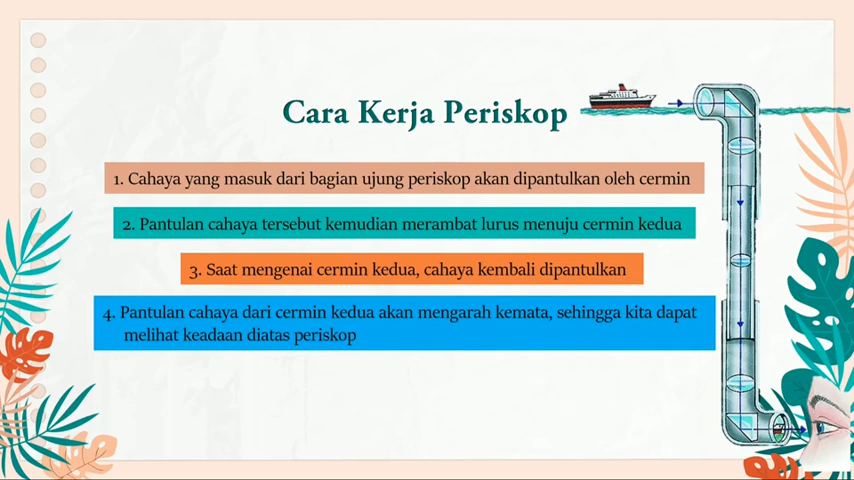 Cara Kerja Periskop
1. Cahaya yang masuk dari bagian ujung periskop akan dipantulkan oleh cermin
2. Pantulan cahaya tersebut kemudian merambat lurus menuju cermin kedua
3. Saat mengenai cermin kedua, cahaya kembali dipantulkan
4. Pantulan cahaya dari cermin kedua akan mengarah kemata, sehingga kita dapat
melihat keadaan diatas periskop